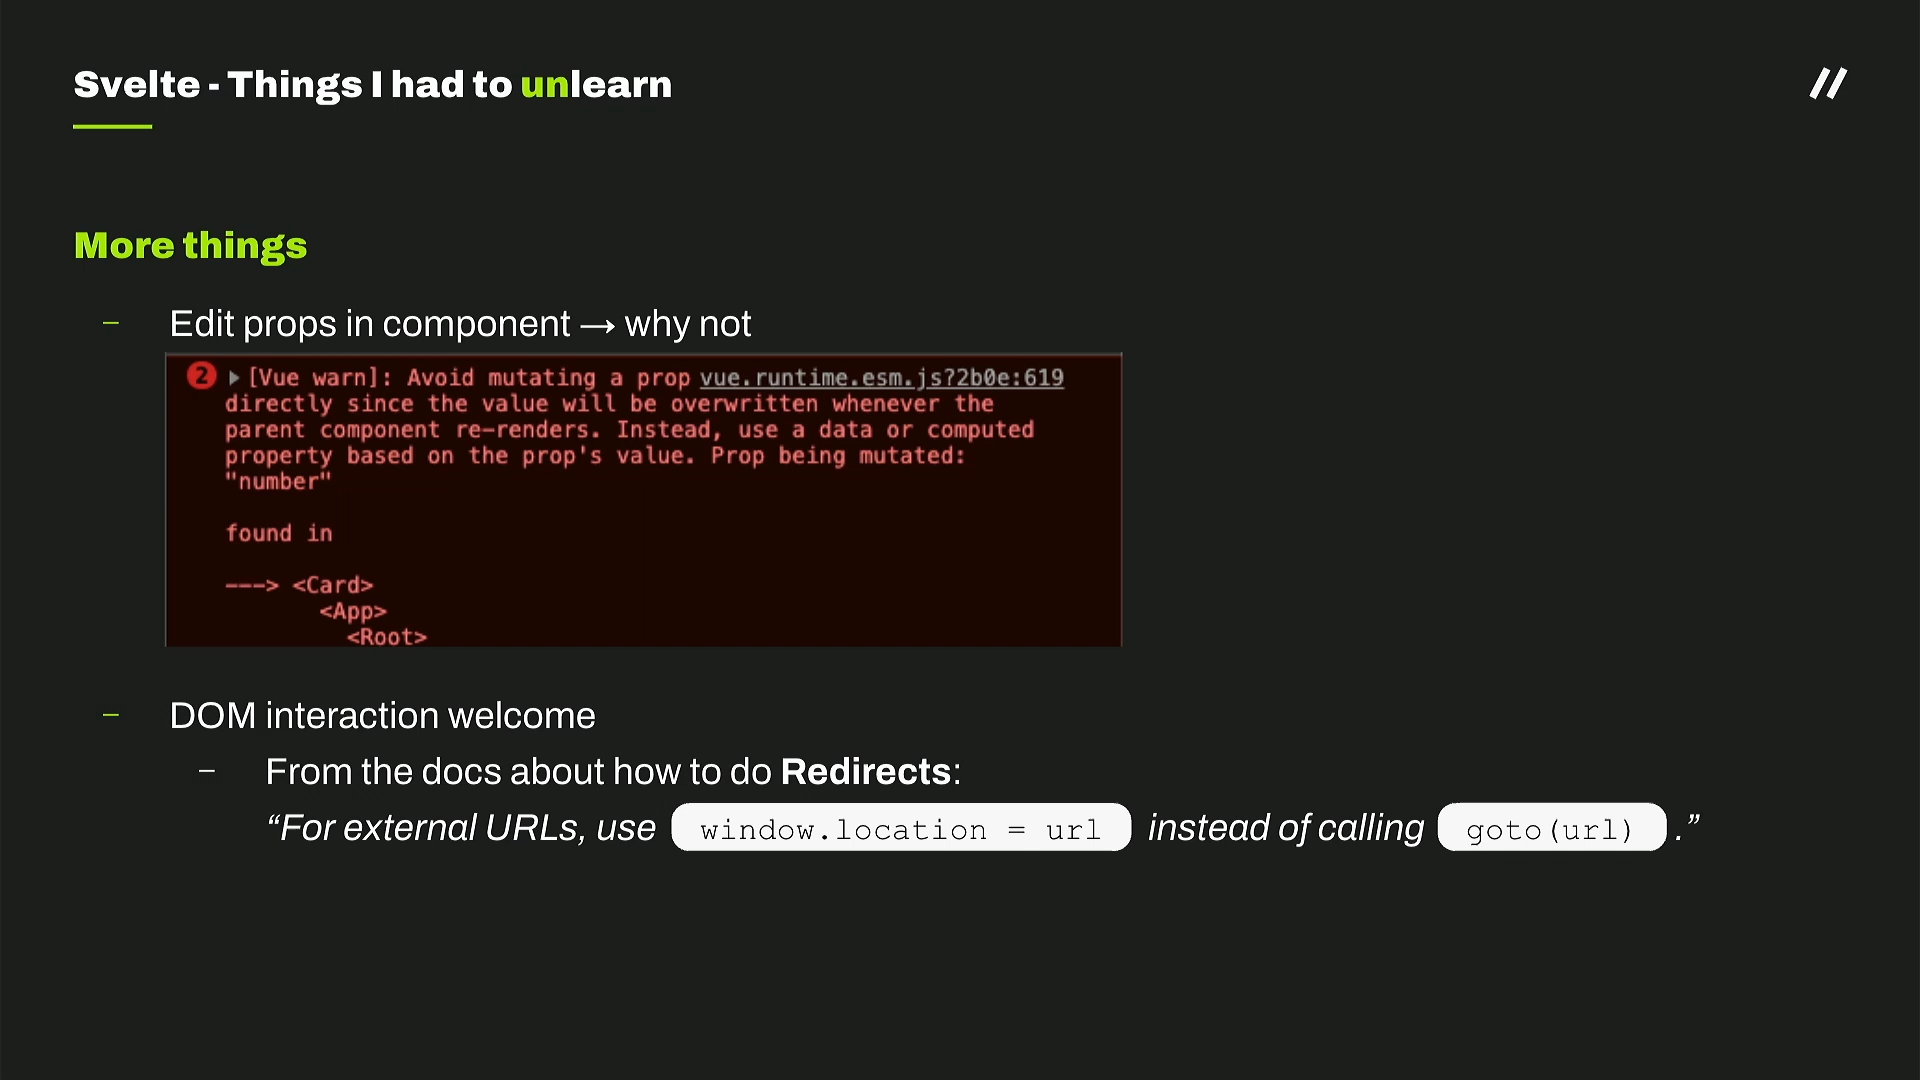 Svelte - Things I had to unlearn
//
More things
– Edit props in component → why not
2 ▶ [Vue warn]: Avoid mutating a prop vue.runtime.esm.js?2b0e:619
directly since the value will be overwritten whenever the
parent component re-renders. Instead, use a data or computed
property based on the prop's value. Prop being mutated:
"number"
found in
---> <Card>
<App>
<Root>
– DOM interaction welcome
– From the docs about how to do Redirects:
“For external URLs, use window.location = url instead of calling goto(url) .”